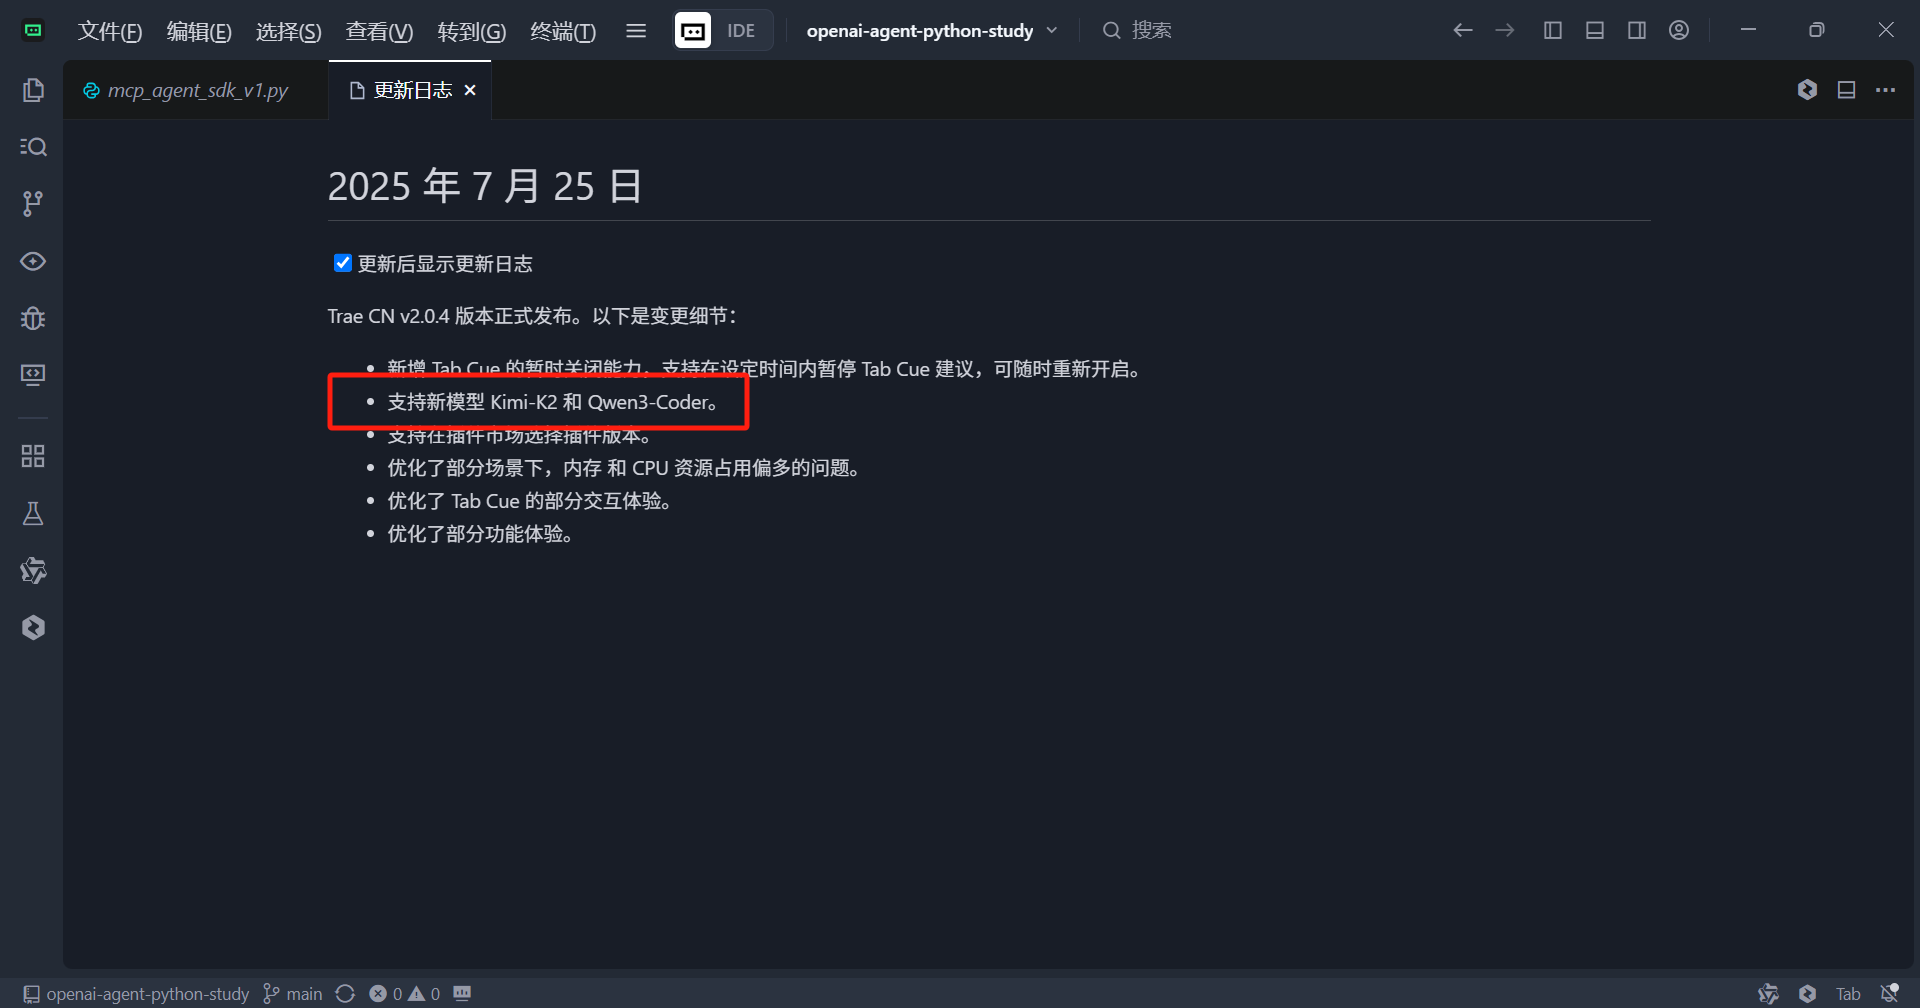 文件(F) 编辑(E) 选择(S) 查看(V) 转到(G) 终端(T) IDE openai-agent-python-study 搜索
mcp_agent_sdk_v1.py 更新日志
2025 年 7 月 25 日
更新后显示更新日志
Trae CN v2.0.4 版本正式发布。以下是变更细节：
新增 Tab Cue 的暂时关闭能力，支持在设定时间内暂停 Tab Cue 建议，可随时重新开启。
支持新模型 Kimi-K2 和 Qwen3-Coder。
支持在插件市场选择插件版本。
优化了部分场景下，内存 和 CPU 资源占用偏多的问题。
优化了 Tab Cue 的部分交互体验。
优化了部分功能体验。
openai-agent-python-study main 0 0 Tab